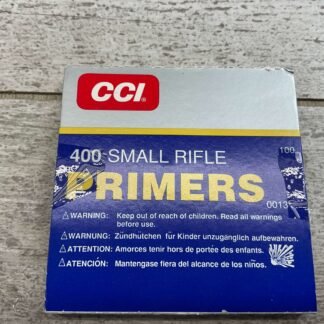 CCI®
400 SMALL RIFLE 100
PRIMERS
0013
⚠WARNING: Keep out of reach of children. Read all warnings
before use.
⚠WARNUNG: Zündhutchen für Kinder unzugänglich aufbewahren.
⚠ATTENTION: Amorces tenir hors de portée des enfants.
⚠ATENCIÓN: Mantengase fiera del alcance de los niños.